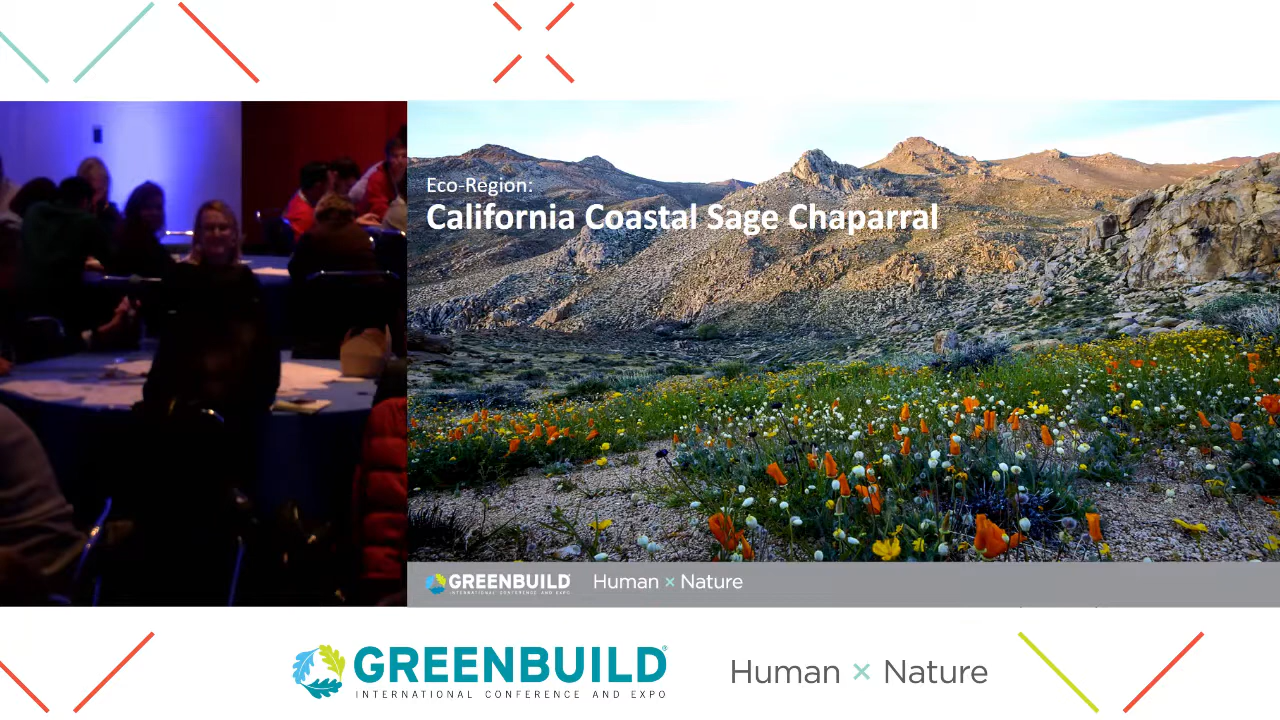 Eco-Region:
California Coastal Sage Chaparral
GREENBUILD
INTERNATIONAL CONFERENCE AND EXPO
Human × Nature
GREENBUILD®
INTERNATIONAL CONFERENCE AND EXPO
Human × Nature